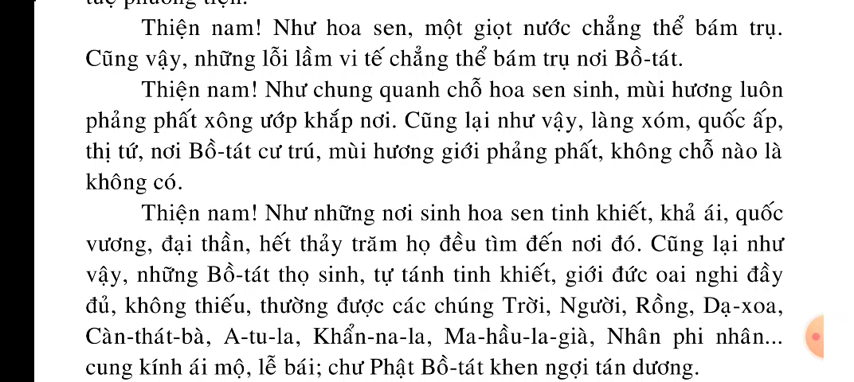 Thiện nam! Như hoa sen, một giọt nước chẳng thể bám trụ.
Cũng vậy, những lỗi lầm vi tế chẳng thể bám trụ nơi Bồ-tát.
Thiện nam! Như chung quanh chỗ hoa sen sinh, mùi hương luôn
phảng phất xông ướp khắp nơi. Cũng lại như vậy, làng xóm, quốc ấp,
thị tứ, nơi Bồ-tát cư trú, mùi hương giới phảng phất, không chỗ nào là
không có.
Thiện nam! Như những nơi sinh hoa sen tinh khiết, khả ái, quốc
vương, đại thần, hết thảy trăm họ đều tìm đến nơi đó. Cũng lại như
vậy, những Bồ-tát thọ sinh, tự tánh tinh khiết, giới đức oai nghi đầy
đủ, không thiếu, thường được các chúng Trời, Người, Rồng, Dạ-xoa,
Càn-thát-bà, A-tu-la, Khẩn-na-la, Ma-hầu-la-già, Nhân phi nhân...
cung kính ái mộ, lễ bái; chư Phật Bồ-tát khen ngợi tán dương.